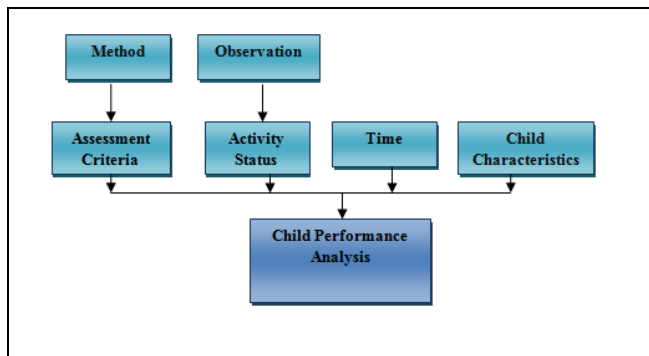 Method
Observation
Assessment
Criteria
Activity
Status
Time
Child
Characteristics
Child Performance
Analysis